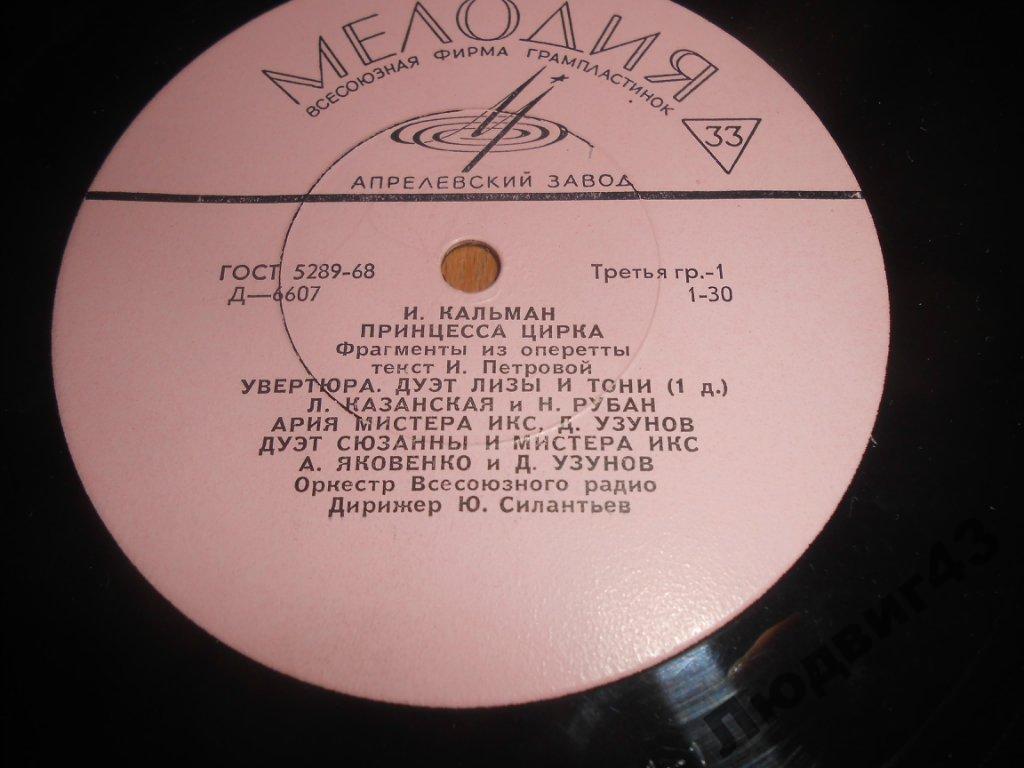 МЕЛОДИЯ
ВСЕСОЮЗНАЯ ФИРМА ГРАМПЛАСТИНОК
33
АПРЕЛЕВСКИЙ ЗАВОД
ГОСТ 5289-68 Третья гр.-1
Д—6607 1-30
И. КАЛЬМАН
ПРИНЦЕССА ЦИРКА
Фрагменты из оперетты
текст И. Петровой
УВЕРТЮРА. ДУЭТ ЛИЗЫ И ТОНИ (1 д.)
Л. КАЗАНСКАЯ и Н. РУБАН
АРИЯ МИСТЕРА ИКС, Д. УЗУНОВ
ДУЭТ СЮЗАННЫ И МИСТЕРА ИКС
А. ЯКОВЕНКО и Д. УЗУНОВ
Оркестр Всесоюзного радио
Дирижер Ю. Силантьев
Людвиг43